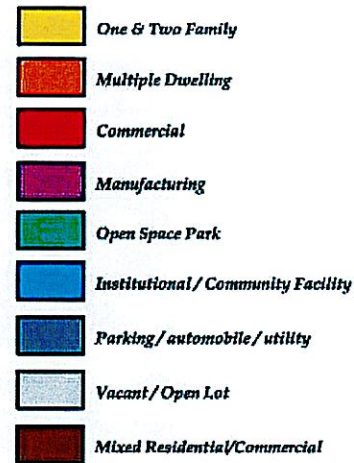 One & Two Family
Multiple Dwelling
Commercial
Manufacturing
Open Space Park
Institutional / Community Facility
Parking / automobile / utility
Vacant / Open Lot
Mixed Residential/Commercial